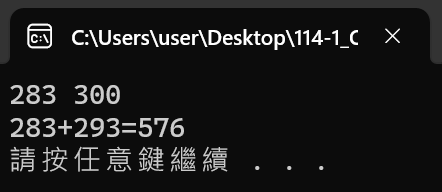 C:\Users\user\Desktop\114-1_C
283 300
283+293=576
請按任意鍵繼續 . . .